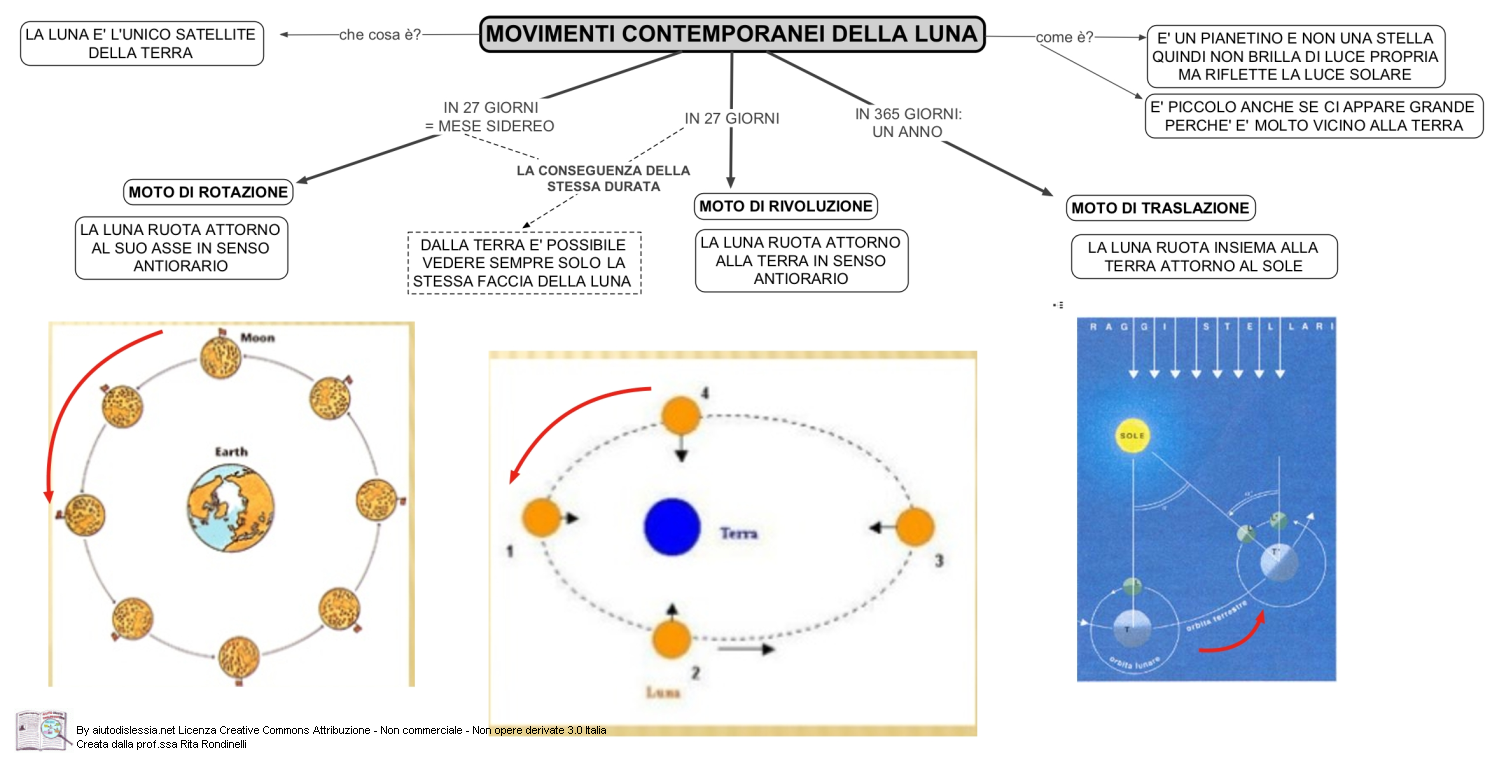 MOVIMENTI CONTEMPORANEI DELLA LUNA
che cosa è?
LA LUNA E' L'UNICO SATELLITE
DELLA TERRA
come è?
E' UN PIANETINO E NON UNA STELLA
QUINDI NON BRILLA DI LUCE PROPRIA
MA RIFLETTE LA LUCE SOLARE
E' PICCOLO ANCHE SE CI APPARE GRANDE
PERCHE' E' MOLTO VICINO ALLA TERRA
IN 27 GIORNI
= MESE SIDEREO
IN 27 GIORNI
IN 365 GIORNI:
UN ANNO
LA CONSEGUENZA DELLA
STESSA DURATA
MOTO DI ROTAZIONE
LA LUNA RUOTA ATTORNO
AL SUO ASSE IN SENSO
ANTIORARIO
DALLA TERRA E' POSSIBILE
VEDERE SEMPRE SOLO LA
STESSA FACCIA DELLA LUNA
MOTO DI RIVOLUZIONE
LA LUNA RUOTA ATTORNO
ALLA TERRA IN SENSO
ANTIORARIO
MOTO DI TRASLAZIONE
LA LUNA RUOTA INSIEMA ALLA
TERRA ATTORNO AL SOLE
Moon
Earth
4
1
Terra
3
2
Luna
RAGGI STELLARI
SOLE
L
T'
T
orbita terrestre
orbita lunare
By aiutodislessia.net Licenza Creative Commons Attribuzione - Non commerciale - Non opere derivate 3.0 Italia
Creata dalla prof.ssa Rita Rondinelli